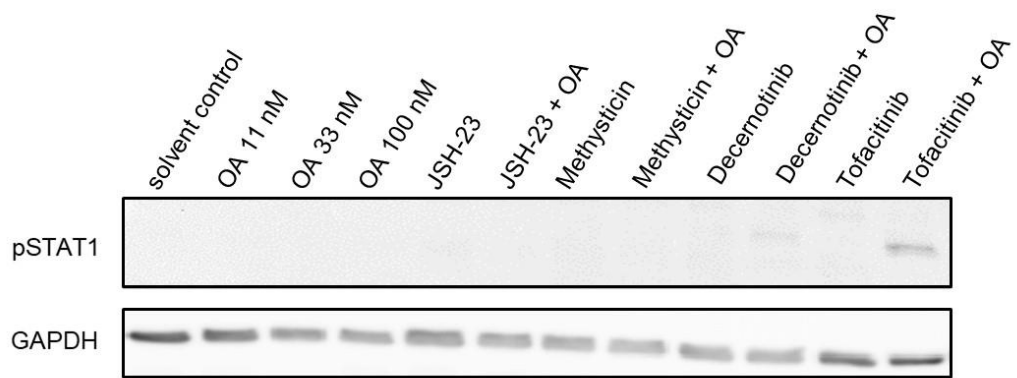 solvent control
OA 11 nM
OA 33 nM
OA 100 nM
JSH-23
JSH-23 + OA
Methysticin
Methysticin + OA
Decernotinib
Decernotinib + OA
Tofacitinib
Tofacitinib + OA
pSTAT1
GAPDH